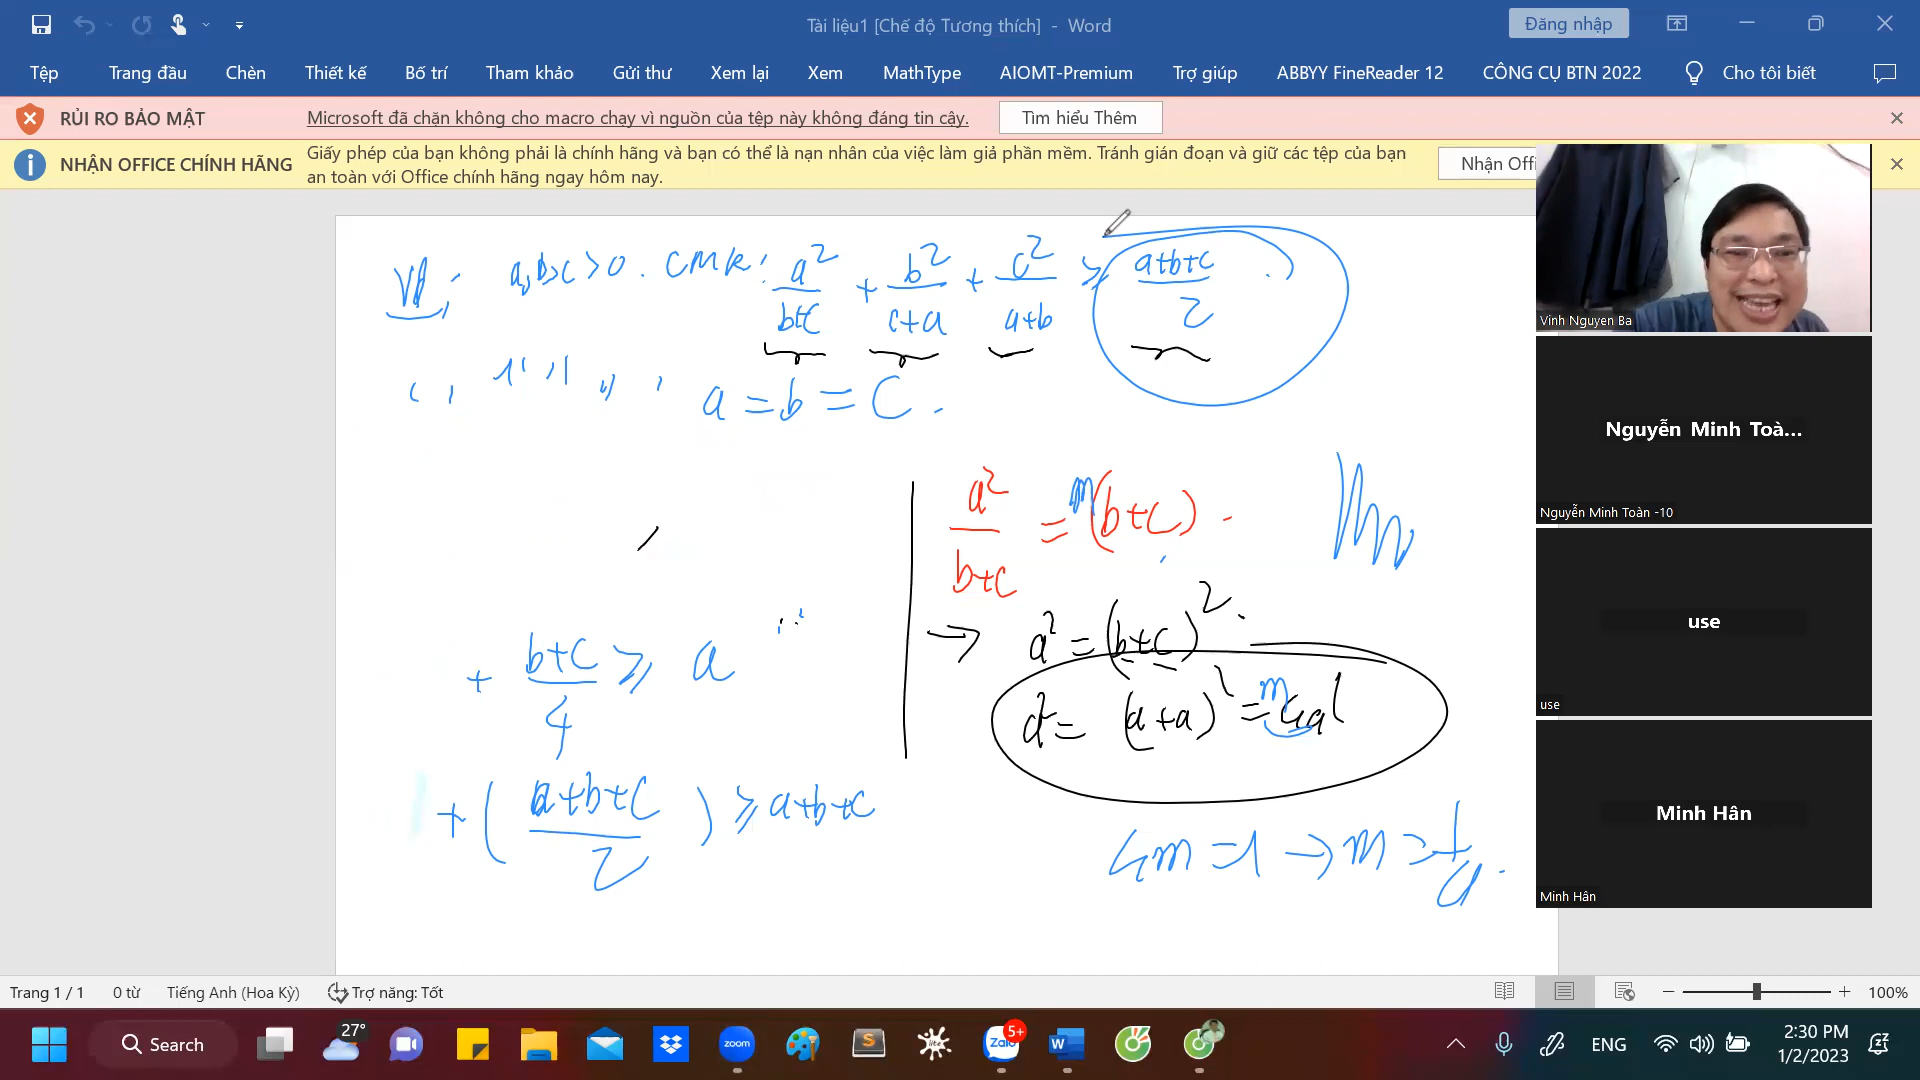 Tài liệu1 [Chế độ Tương thích] - Word
Đăng nhập
Tệp Trang đầu Chèn Thiết kế Bố trí Tham khảo Gửi thư Xem lại Xem MathType AIOMT-Premium Trợ giúp ABBYY FineReader 12 CÔNG CỤ BTN 2022 Cho tôi biết
RỦI RO BẢO MẬT Microsoft đã chặn không cho macro chạy vì nguồn của tệp này không đáng tin cậy. Tìm hiểu Thêm
NHẬN OFFICE CHÍNH HÃNG Giấy phép của bạn không phải là chính hãng và bạn có thể là nạn nhân của việc làm giả phần mềm. Tránh gián đoạn và giữ các tệp của bạn
an toàn với Office chính hãng ngay hôm nay.
Nhận Offi
Vd: a,b,c>0. CMR: a²/(b+c) + b²/(c+a) + c²/(a+b) ≥ (a+b+c)/2
a = b = c.
a²/(b+c) = m(b+c).
→ a² = (b+c)².
+ (b+c)/4 ≥ a
a² = (a+a)² = m4a²
+ ((a+b+c)/2) ≥ a+b+c
4m = 1 → m = 1/4.
Vinh Nguyen Ba
Nguyễn Minh Toà...
Nguyễn Minh Toàn -10
use
use
Minh Hân
Minh Hân
Trang 1 / 1 0 từ Tiếng Anh (Hoa Kỳ) Trợ năng: Tốt 100%
Search
27°
zoom
lite
Zalo
5+
W
ENG
2:30 PM
1/2/2023